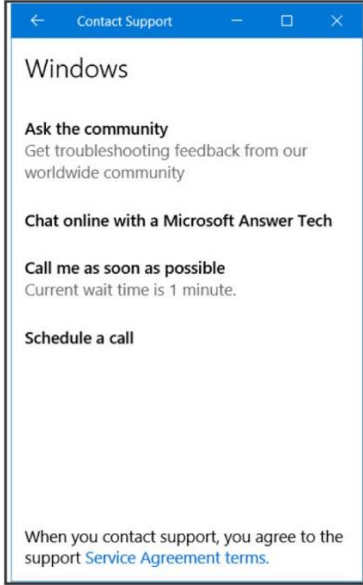 Contact Support
Windows
Ask the community
Get troubleshooting feedback from our
worldwide community
Chat online with a Microsoft Answer Tech
Call me as soon as possible
Current wait time is 1 minute.
Schedule a call
When you contact support, you agree to the
support Service Agreement terms.